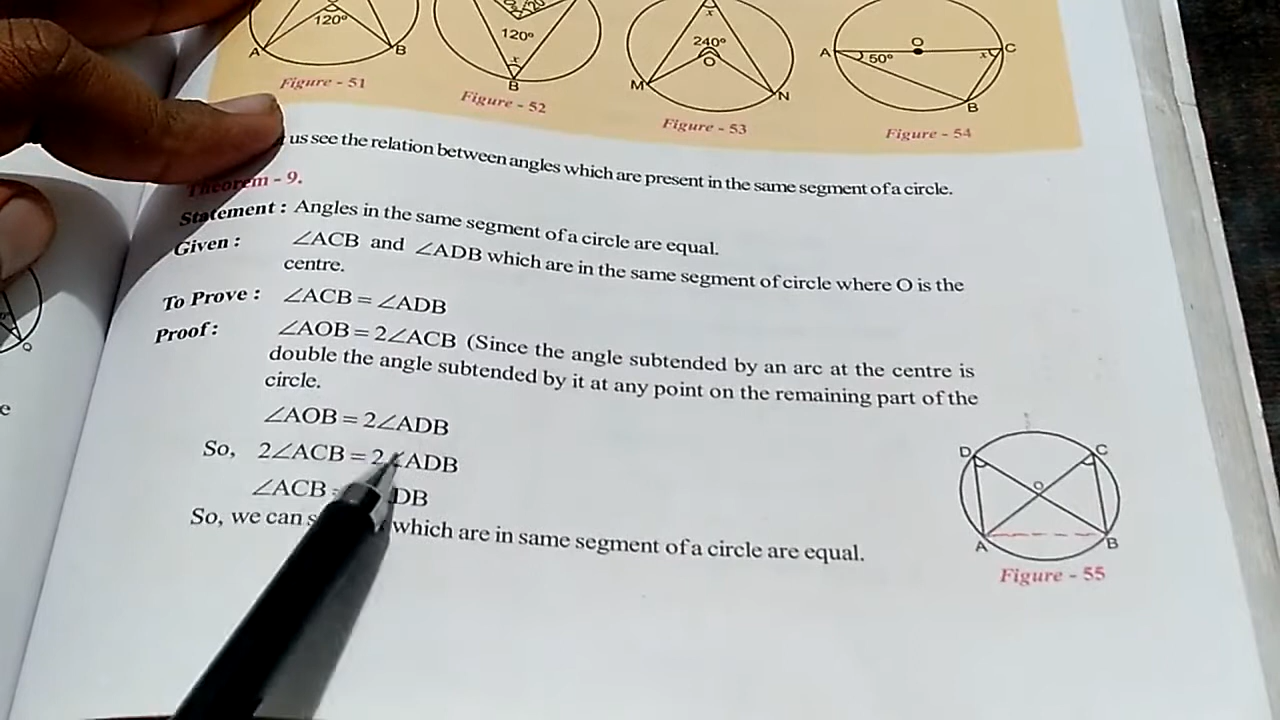 120°
A
B
Figure - 51
120°
x
B
Figure - 52
x
240°
O
M
N
Figure - 53
A
O
C
50°
x
B
Figure - 54
us see the relation between angles which are present in the same segment of a circle.
Theorem - 9.
Statement : Angles in the same segment of a circle are equal.
Given : ∠ACB and ∠ADB which are in the same segment of circle where O is the
centre.
To Prove : ∠ACB = ∠ADB
Proof : ∠AOB = 2∠ACB (Since the angle subtended by an arc at the centre is
double the angle subtended by it at any point on the remaining part of the
circle.
∠AOB = 2∠ADB
So, 2∠ACB = 2∠ADB
∠ACB = DB
So, we can which are in same segment of a circle are equal.
D
C
O
A
B
Figure - 55
e